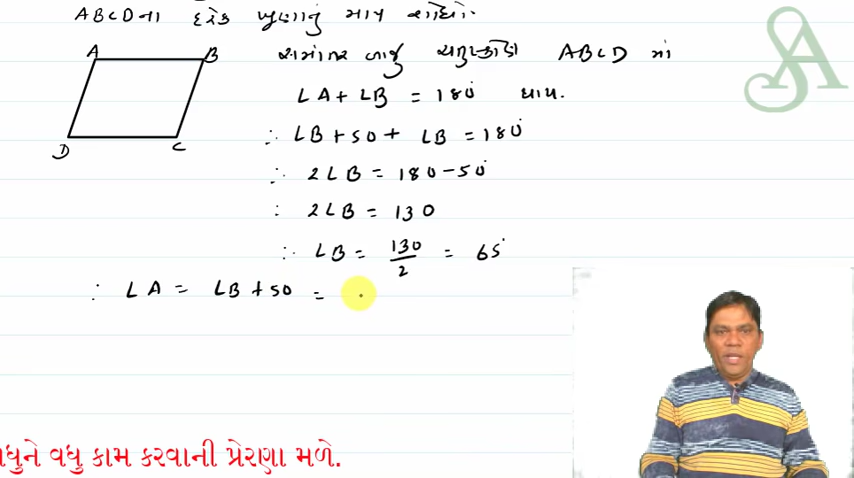 ABCD ના દરેક ખૂણાનું માપ શોધો.
A B
સમાંતર બાજુ ચતુષ્કોણ ABCD માં
∠A + ∠B = 180° થાય.
∴ ∠B + 50 + ∠B = 180°
D C
∴ 2∠B = 180 - 50°
: 2∠B = 130
∴ ∠B = 130/2 = 65°
∴ ∠A = ∠B + 50 =
ધુને વધુ કામ કરવાની પ્રેરણા મળે.